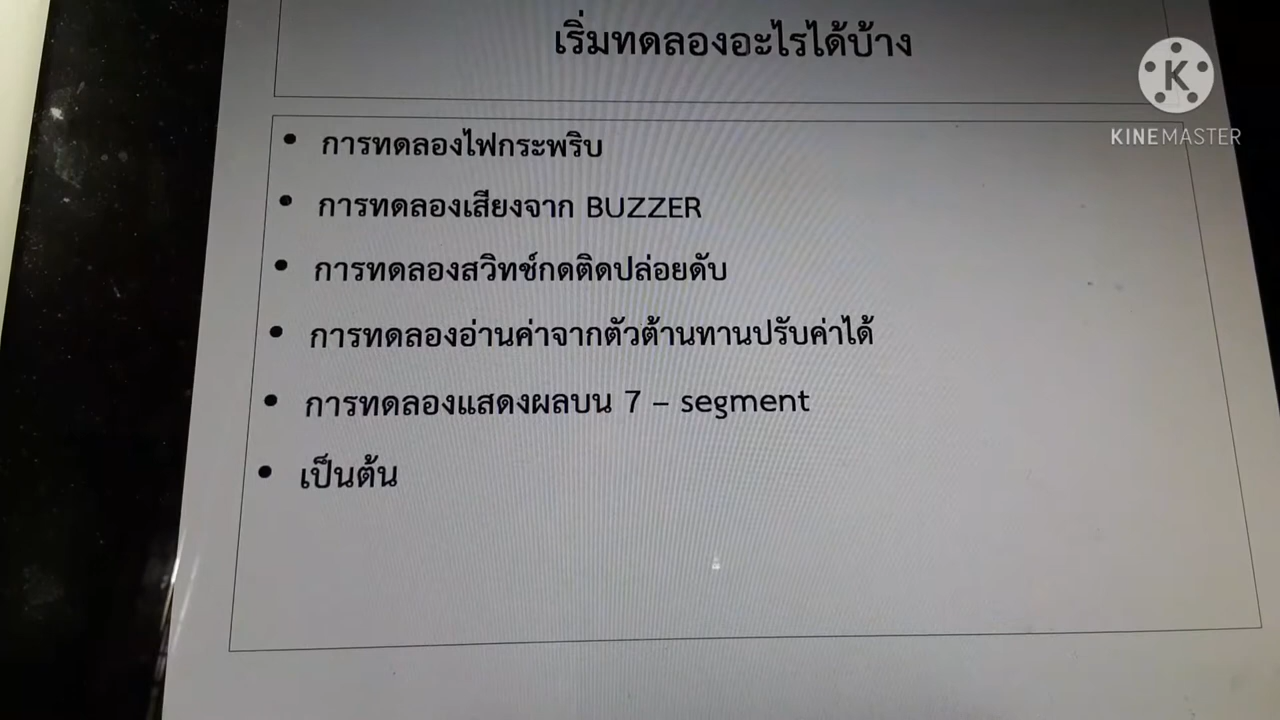 เริ่มทดลองอะไรได้บ้าง
K
KINEMASTER
• การทดลองไฟกระพริบ
• การทดลองเสียงจาก BUZZER
• การทดลองสวิทช์กดติดปล่อยดับ
• การทดลองอ่านค่าจากตัวต้านทานปรับค่าได้
• การทดลองแสดงผลบน 7 – segment
• เป็นต้น